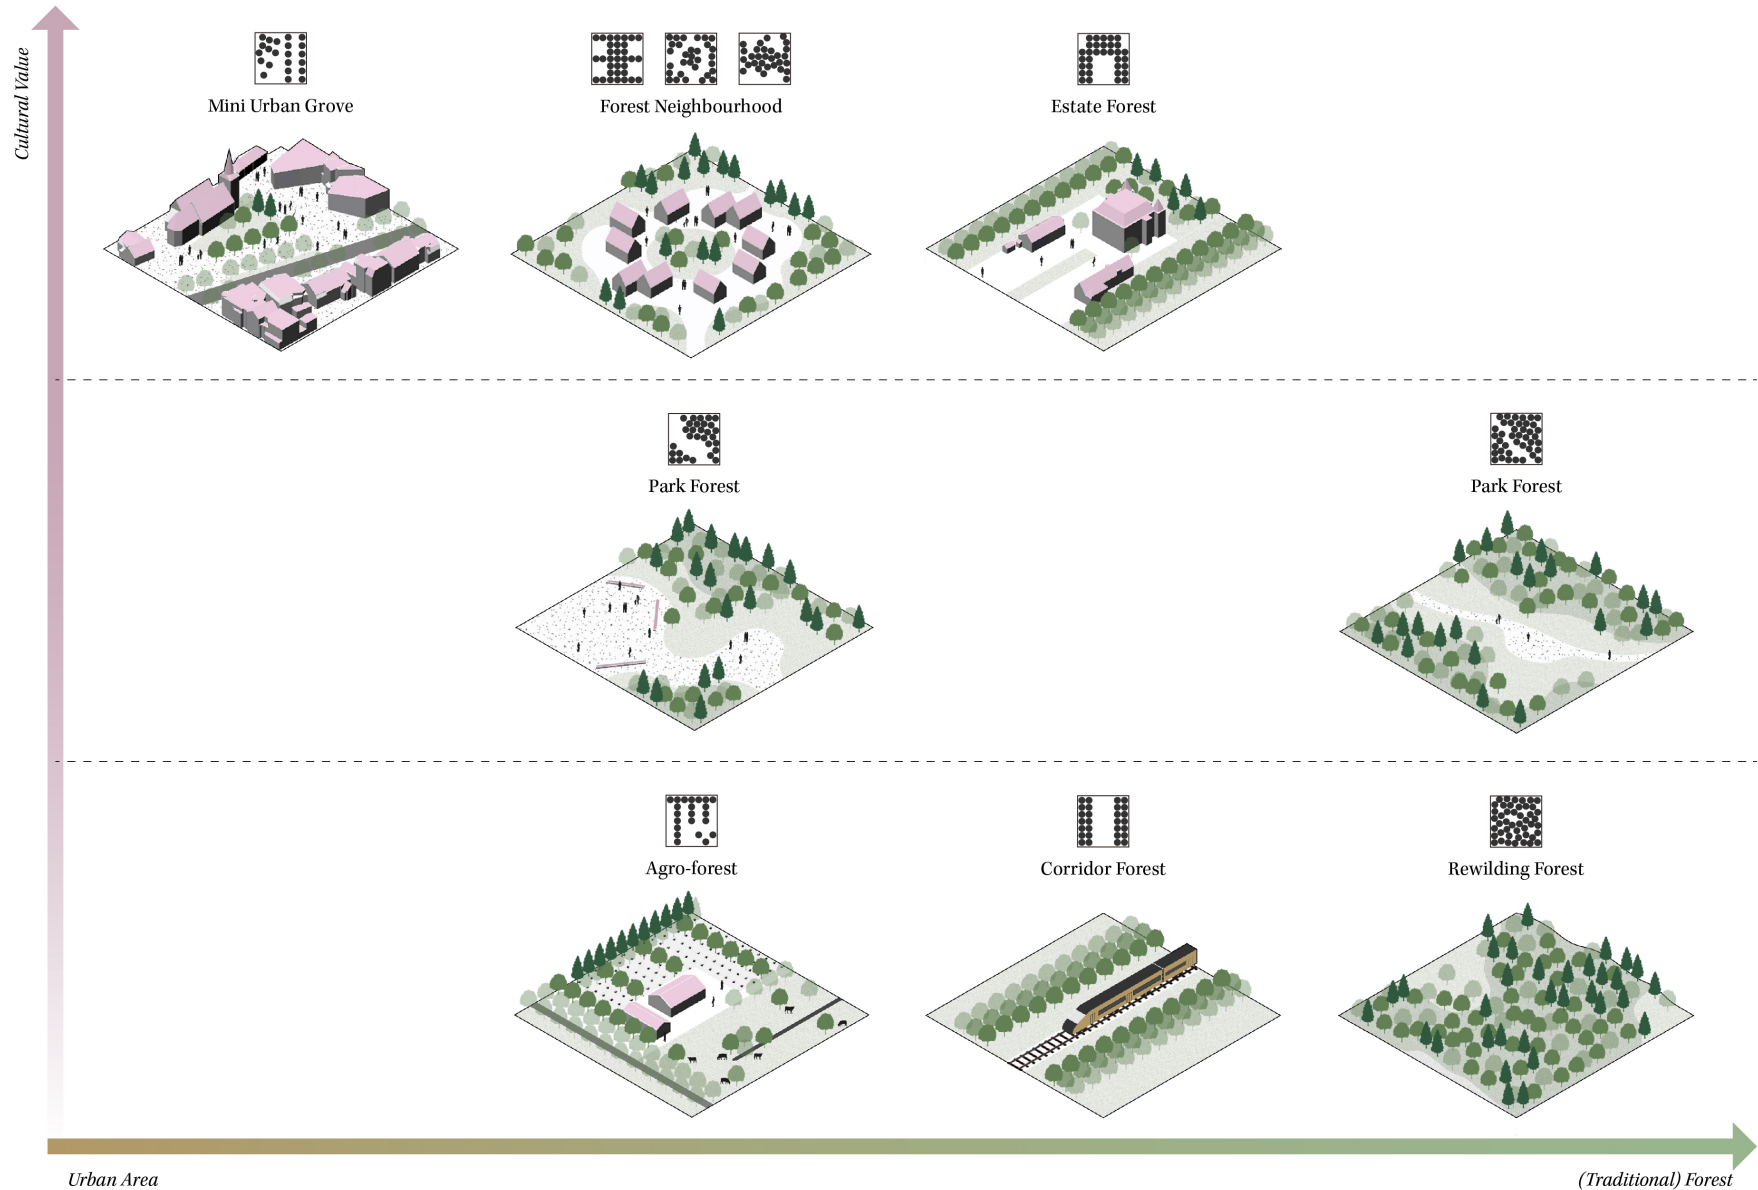 Cultural Value
Mini Urban Grove
Forest Neighbourhood
Estate Forest
Park Forest
Park Forest
Agro-forest
Corridor Forest
Rewilding Forest
Urban Area
(Traditional) Forest